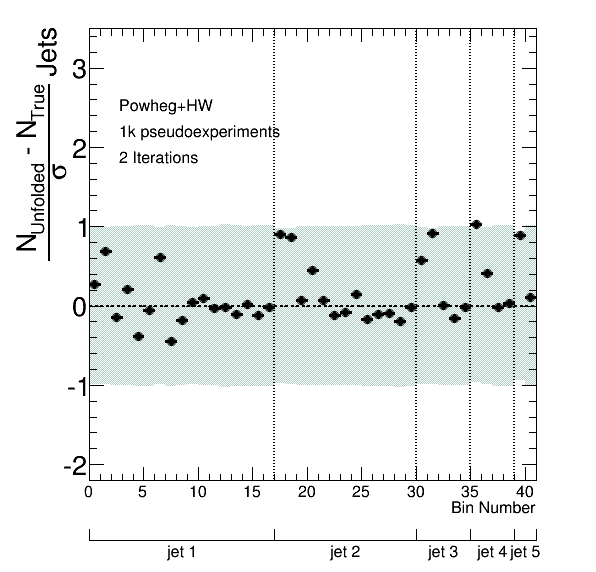 N_Unfolded - N_True
σ
Jets
3
2
1
0
-1
-2
Powheg+HW
1k pseudoexperiments
2 Iterations
0 5 10 15 20 25 30 35 40
Bin Number
jet 1 jet 2 jet 3 jet 4 jet 5